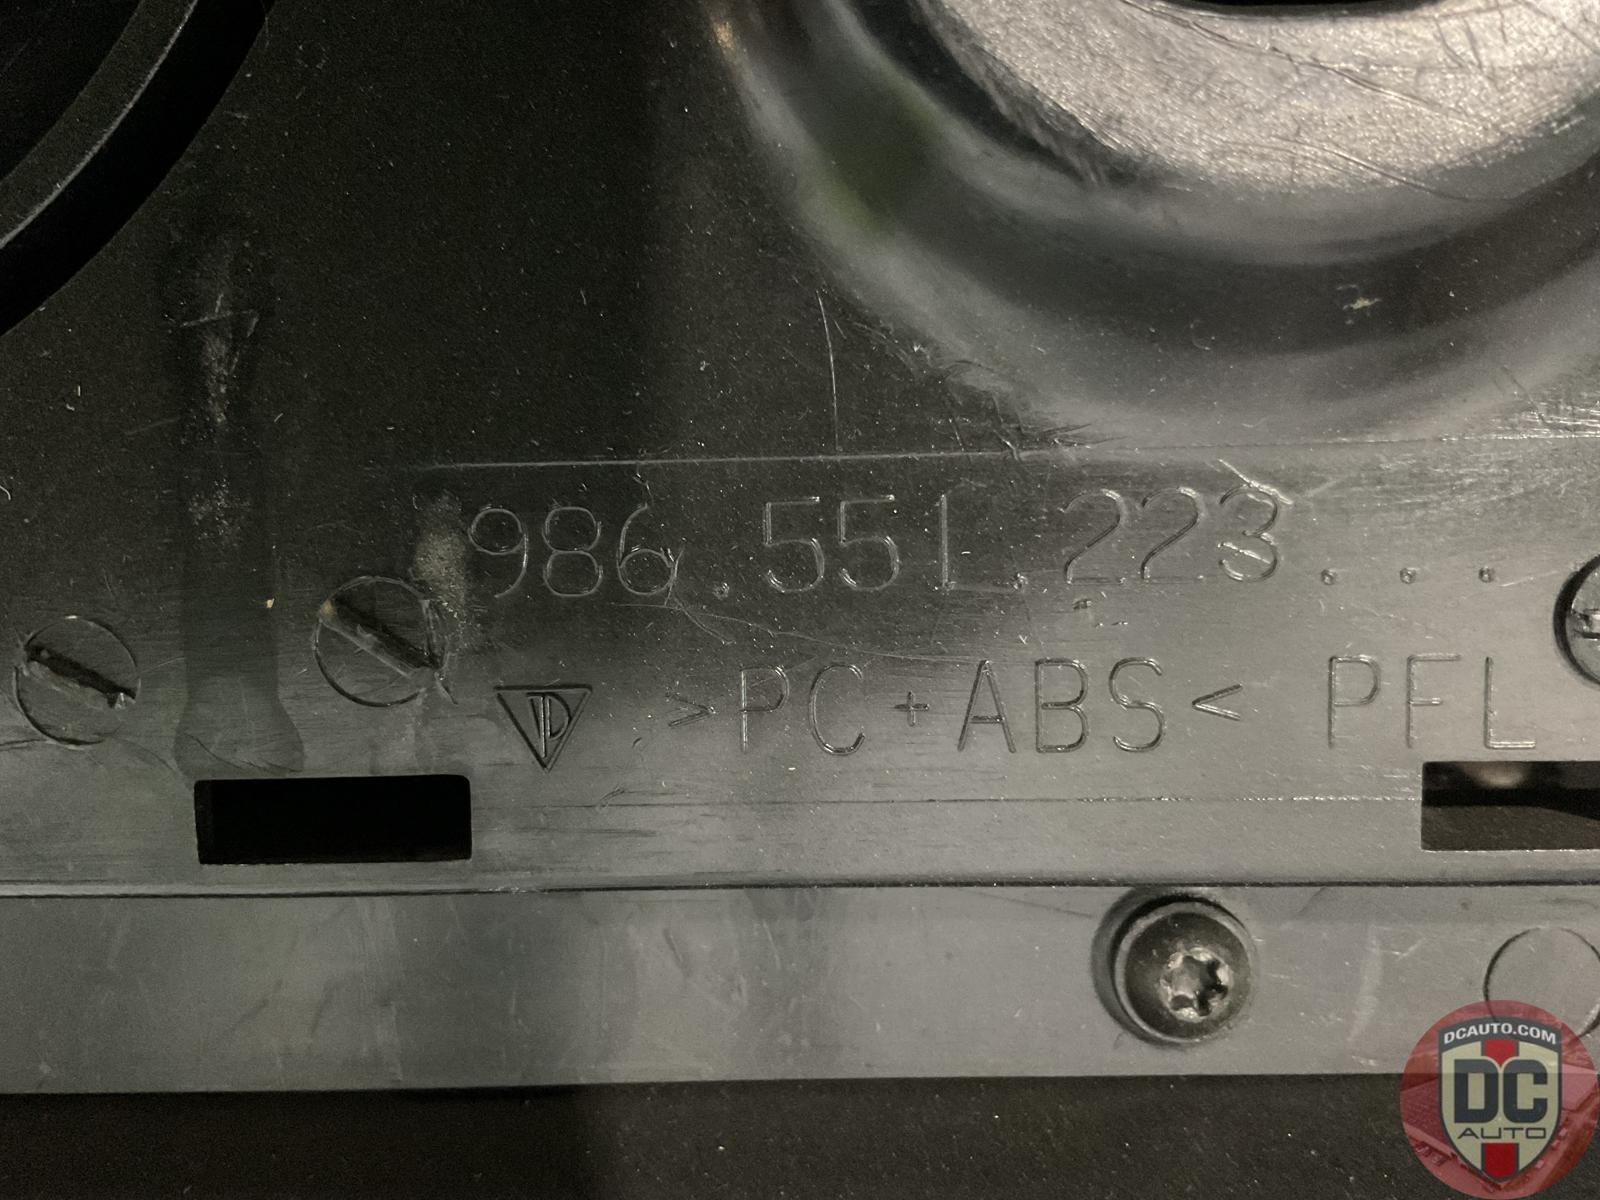 986.551.223...
>PC+ABS< PFL
DCAUTO.COM
DC
AUTO